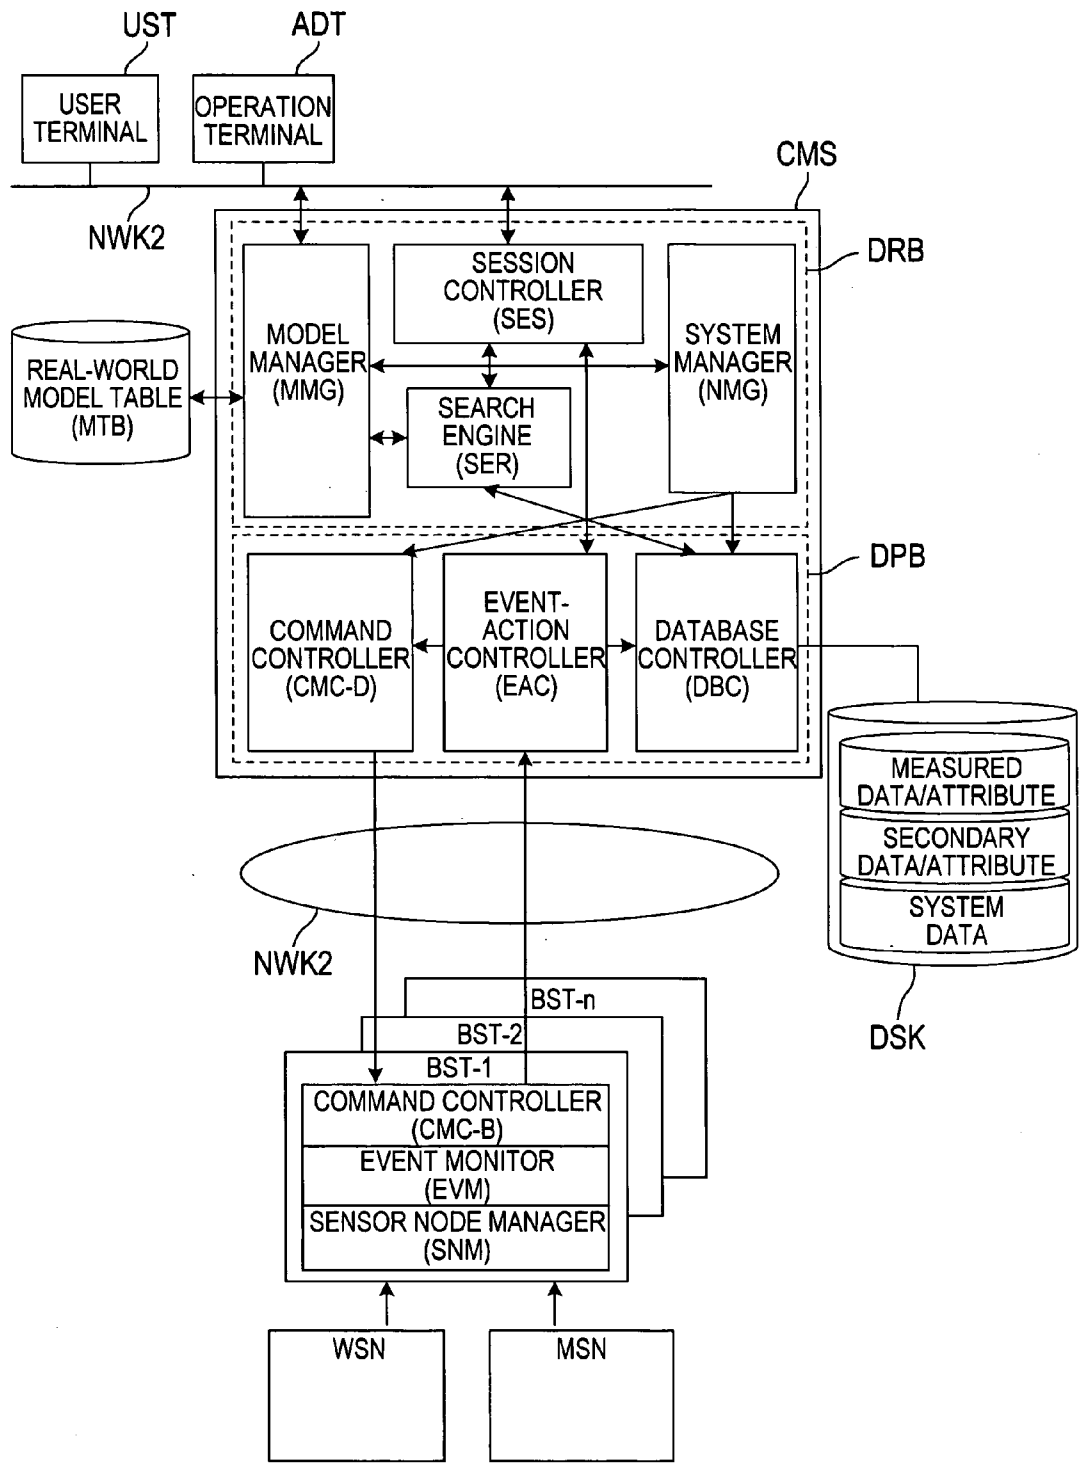 UST
ADT
USER
TERMINAL
OPERATION
TERMINAL
NWK2
CMS
DRB
MODEL
MANAGER
(MMG)
SESSION
CONTROLLER
(SES)
SYSTEM
MANAGER
(NMG)
REAL-WORLD
MODEL TABLE
(MTB)
SEARCH
ENGINE
(SER)
DPB
COMMAND
CONTROLLER
(CMC-D)
EVENT-
ACTION
CONTROLLER
(EAC)
DATABASE
CONTROLLER
(DBC)
MEASURED
DATA/ATTRIBUTE
SECONDARY
DATA/ATTRIBUTE
SYSTEM
DATA
DSK
NWK2
BST-n
BST-2
BST-1
COMMAND CONTROLLER
(CMC-B)
EVENT MONITOR
(EVM)
SENSOR NODE MANAGER
(SNM)
WSN
MSN